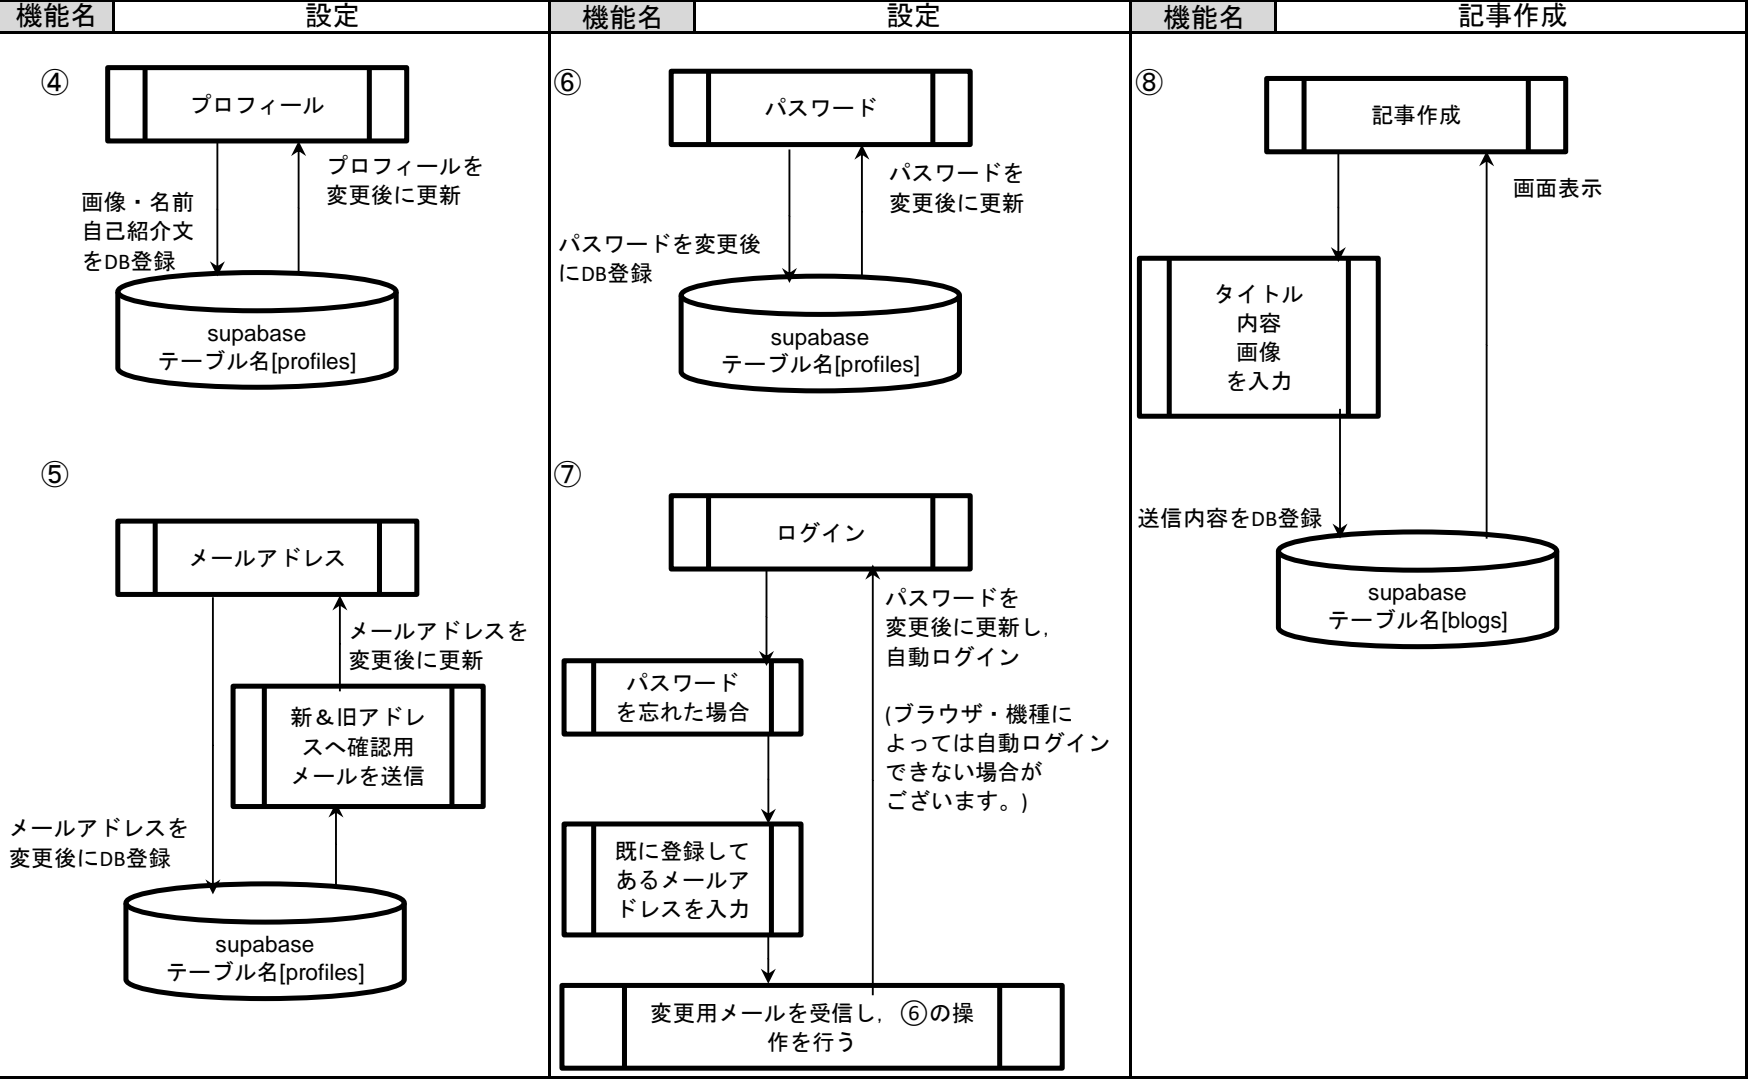 機能名
設定
④
プロフィール
プロフィールを
変更後に更新
画像・名前
自己紹介文
をDB登録
supabase
テーブル名[profiles]
⑤
メールアドレス
メールアドレスを
変更後に更新
新＆旧アドレ
スへ確認用
メールを送信
メールアドレスを
変更後にDB登録
supabase
テーブル名[profiles]
機能名
設定
⑥
パスワード
パスワードを
変更後に更新
パスワードを変更後
にDB登録
supabase
テーブル名[profiles]
⑦
ログイン
パスワードを
変更後に更新し,
自動ログイン
パスワード
を忘れた場合
(ブラウザ・機種に
よっては自動ログイン
できない場合が
ございます。)
既に登録して
あるメールア
ドレスを入力
変更用メールを受信し, ⑥の操
作を行う
機能名
記事作成
⑧
記事作成
画面表示
タイトル
内容
画像
を入力
送信内容をDB登録
supabase
テーブル名[blogs]